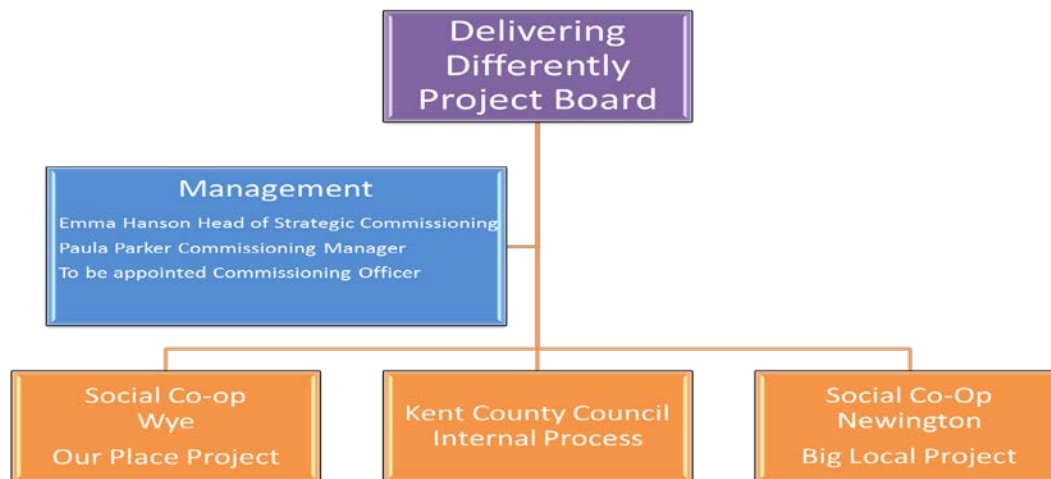 Delivering
Differently
Project Board
Management
Emma Hanson Head of Strategic Commissioning
Paula Parker Commissioning Manager
To be appointed Commissioning Officer
Social Co-op
Wye
Our Place Project
Kent County Council
Internal Process
Social Co-Op
Newington
Big Local Project